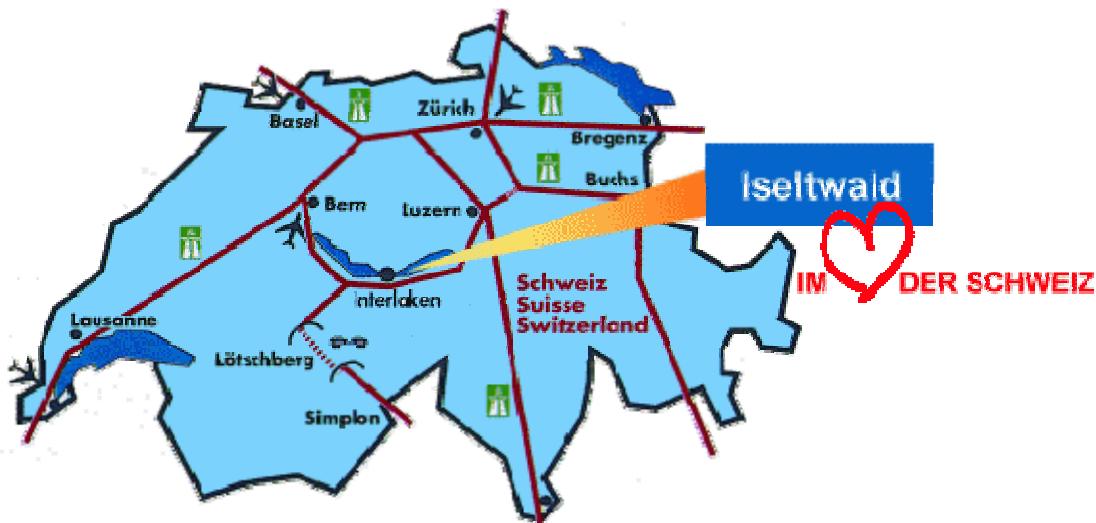 Zürich
Basel
Bregenz
Buchs
Iseltwald
Bern
Luzern
IM DER SCHWEIZ
Schweiz
Suisse
Switzerland
Interlaken
Lausanne
Lötschberg
Simplon